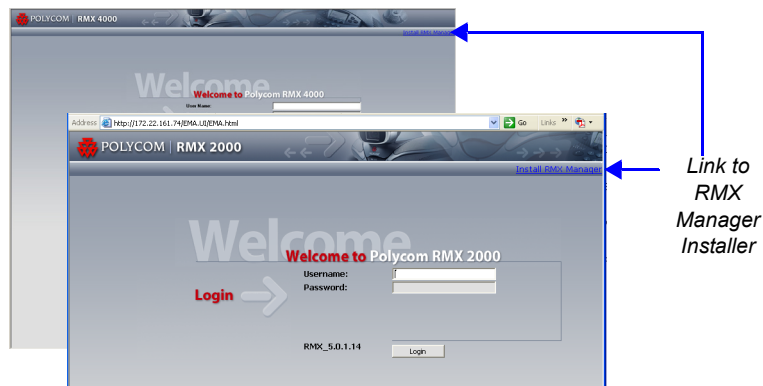 POLYCOM | RMX 4000
Install RMX Manager
Welcome
Welcome to Polycom RMX 4000
User Name:
Address http://172.22.161.74/EMA.UI/EMA.html Go Links »
POLYCOM | RMX 2000
Install RMX Manager
Welcome
Welcome to Polycom RMX 2000
Username:
Login
Password:
RMX_5.0.1.14
Login
Link to
RMX
Manager
Installer